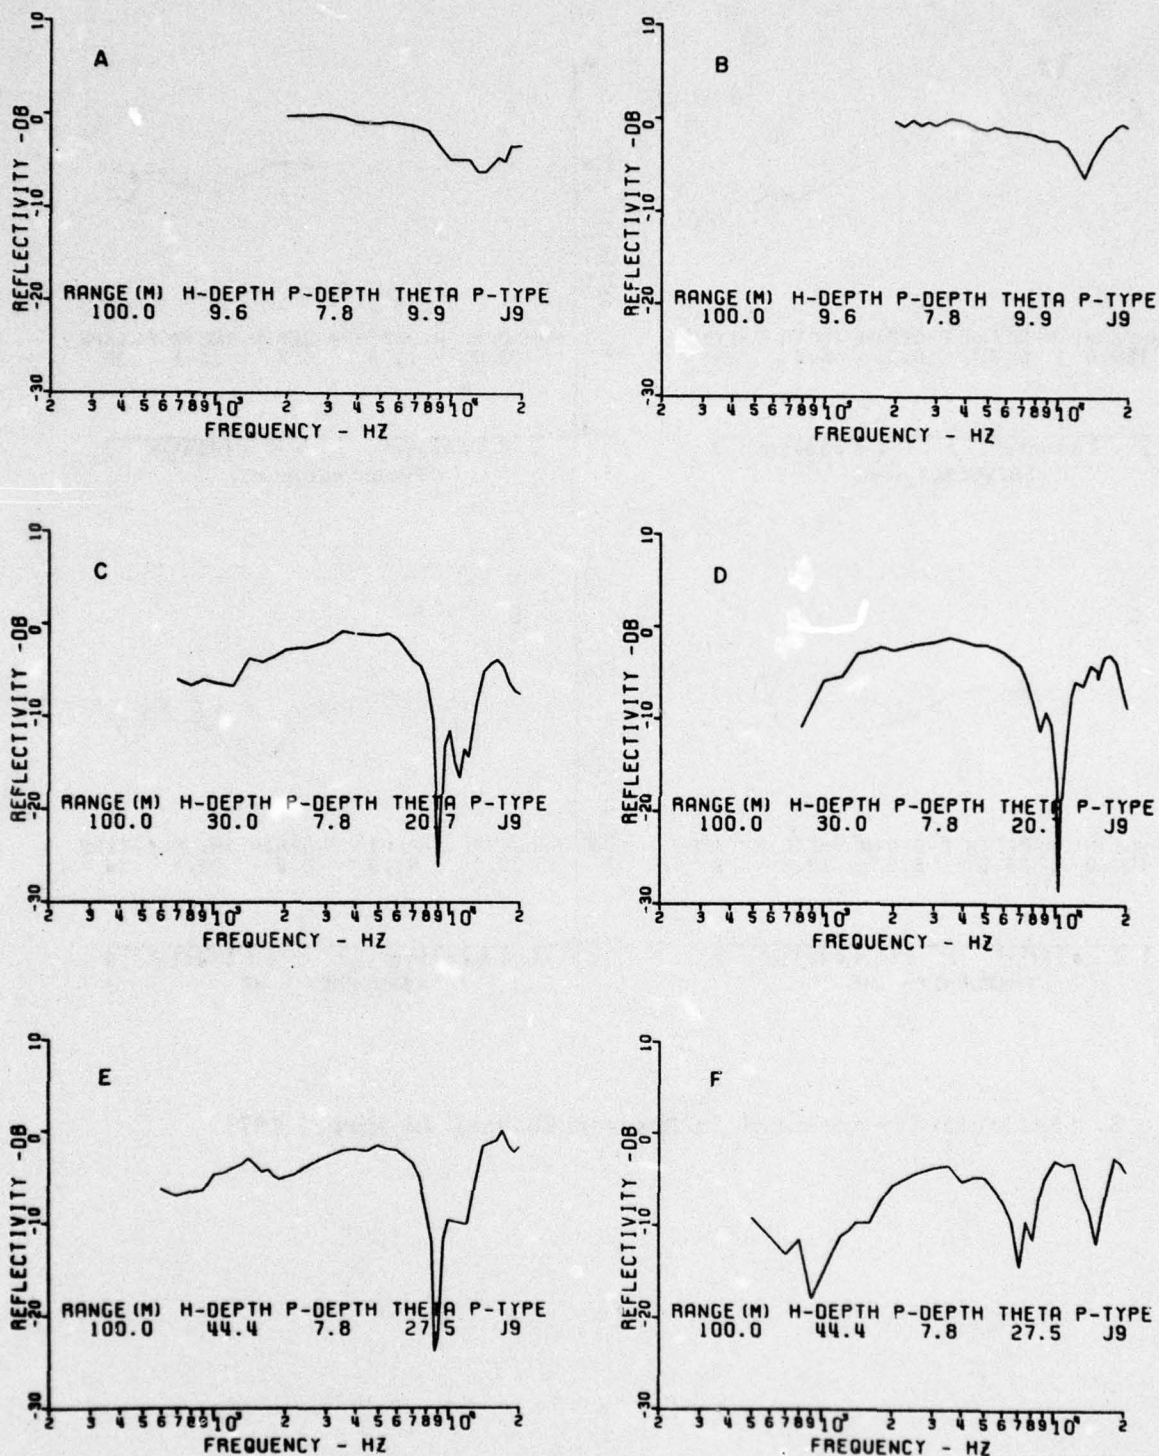 A
10
0
-10
-20
-30
REFLECTIVITY -DB
RANGE (M) H-DEPTH P-DEPTH THETA P-TYPE
100.0 9.6 7.8 9.9 J9
2 3 4 5 6 7 8 9 10³ 2 3 4 5 6 7 8 9 10⁴ 2
FREQUENCY - HZ
B
10
0
-10
-20
-30
REFLECTIVITY -DB
RANGE (M) H-DEPTH P-DEPTH THETA P-TYPE
100.0 9.6 7.8 9.9 J9
2 3 4 5 6 7 8 9 10³ 2 3 4 5 6 7 8 9 10⁴ 2
FREQUENCY - HZ
C
10
0
-10
-20
-30
REFLECTIVITY -DB
RANGE (M) H-DEPTH P-DEPTH THETA P-TYPE
100.0 30.0 7.8 20.7 J9
2 3 4 5 6 7 8 9 10³ 2 3 4 5 6 7 8 9 10⁴ 2
FREQUENCY - HZ
D
10
0
-10
-20
-30
REFLECTIVITY -DB
RANGE (M) H-DEPTH P-DEPTH THETA P-TYPE
100.0 30.0 7.8 20.7 J9
2 3 4 5 6 7 8 9 10³ 2 3 4 5 6 7 8 9 10⁴ 2
FREQUENCY - HZ
E
10
0
-10
-20
-30
REFLECTIVITY -DB
RANGE (M) H-DEPTH P-DEPTH THETA P-TYPE
100.0 44.4 7.8 27.5 J9
2 3 4 5 6 7 8 9 10³ 2 3 4 5 6 7 8 9 10⁴ 2
FREQUENCY - HZ
F
10
0
-10
-20
-30
REFLECTIVITY -DB
RANGE (M) H-DEPTH P-DEPTH THETA P-TYPE
100.0 44.4 7.8 27.5 J9
2 3 4 5 6 7 8 9 10³ 2 3 4 5 6 7 8 9 10⁴ 2
FREQUENCY - HZ